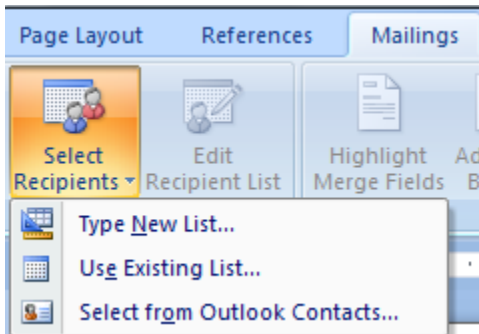 Page Layout References Mailings
Select Edit Highlight
Recipients Recipient List Merge Fields
Type New List...
Use Existing List...
Select from Outlook Contacts...